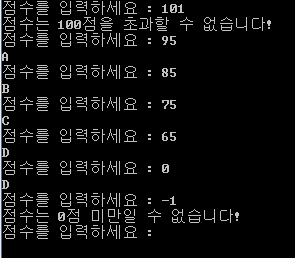 점수를 입력하세요 : 101
점수는 100점을 초과할 수 없습니다!
점수를 입력하세요 : 95
A
점수를 입력하세요 : 85
B
점수를 입력하세요 : 75
C
점수를 입력하세요 : 65
D
점수를 입력하세요 : 0
D
점수를 입력하세요 : -1
점수는 0점 미만일 수 없습니다!
점수를 입력하세요 :